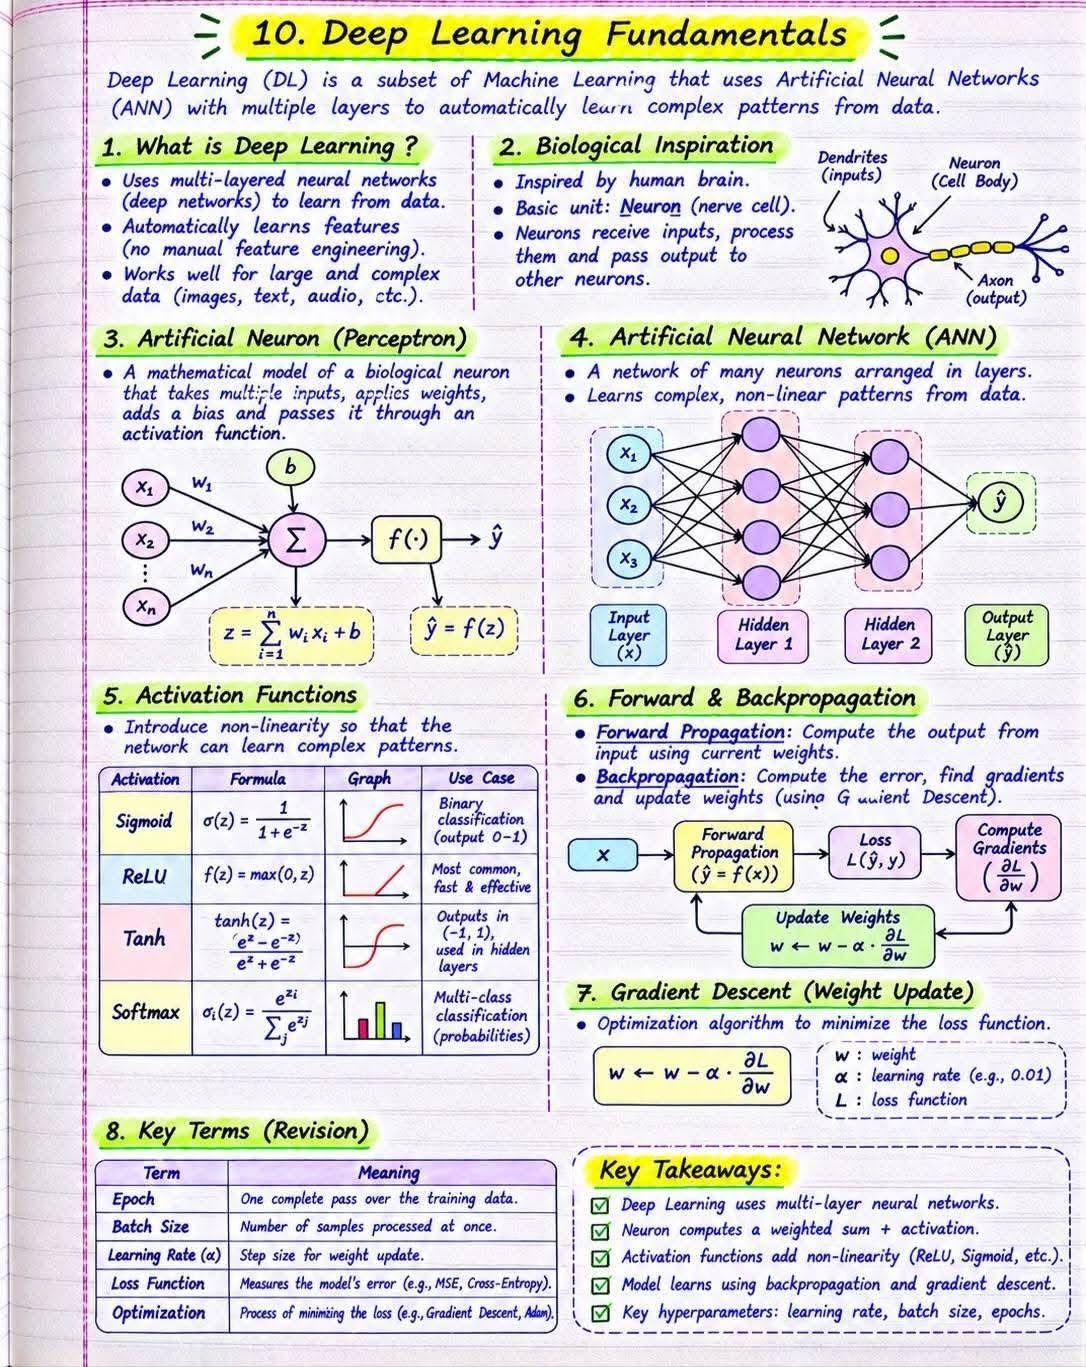 10. Deep Learning Fundamentals
Deep Learning (DL) is a subset of Machine Learning that uses Artificial Neural Networks
(ANN) with multiple layers to automatically learn complex patterns from data.
1. What is Deep Learning ?
• Uses multi-layered neural networks
(deep networks) to learn from data.
• Automatically learns features
(no manual feature engineering).
• Works well for large and complex
data (images, text, audio, etc.).
2. Biological Inspiration
• Inspired by human brain.
• Basic unit: Neuron (nerve cell).
• Neurons receive inputs, process
them and pass output to
other neurons.
Dendrites
(inputs)
Neuron
(Cell Body)
Axon
(output)
3. Artificial Neuron (Perceptron)
• A mathematical model of a biological neuron
that takes multiple inputs, applies weights,
adds a bias and passes it through an
activation function.
b
x₁
w₁
x₂
w₂
⋮
xₙ
wₙ
Σ
f(·)
ŷ
z = Σⁿᵢ₌₁ wᵢ xᵢ + b
ŷ = f(z)
4. Artificial Neural Network (ANN)
• A network of many neurons arranged in layers.
• Learns complex, non-linear patterns from data.
x₁
x₂
x₃
ŷ
Input
Layer
(x)
Hidden
Layer 1
Hidden
Layer 2
Output
Layer
(ŷ)
5. Activation Functions
• Introduce non-linearity so that the
network can learn complex patterns.
Activation Formula Graph Use Case
Sigmoid σ(z) = 1 / (1 + e⁻ᶻ) Binary
classification
(output 0-1)
ReLU f(z) = max(0, z) Most common,
fast & effective
Tanh tanh(z) = (eᶻ − e⁻ᶻ) / (eᶻ + e⁻ᶻ) Outputs in
(-1, 1),
used in hidden
layers
Softmax σᵢ(z) = e^zi / Σⱼ e^zj Multi-class
classification
(probabilities)
6. Forward & Backpropagation
• Forward Propagation: Compute the output from
input using current weights.
• Backpropagation: Compute the error, find gradients
and update weights (using Descent).
x
Forward
Propagation
(ŷ = f(x))
Loss
L(ŷ, y)
Compute
Gradients
(∂L/∂w)
Update Weights
w ← w − α · ∂L/∂w
7. Gradient Descent (Weight Update)
• Optimization algorithm to minimize the loss function.
w ← w − α · ∂L/∂w
w : weight
α : learning rate (e.g., 0.01)
L : loss function
8. Key Terms (Revision)
Term Meaning
Epoch One complete pass over the training data.
Batch Size Number of samples processed at once.
Learning Rate (α) Step size for weight update.
Loss Function Measures the model's error (e.g., MSE, Cross-Entropy).
Optimization Process of minimizing the loss (e.g., Gradient Descent, Adam).
Key Takeaways:
☑ Deep Learning uses multi-layer neural networks.
☑ Neuron computes a weighted sum + activation.
☑ Activation functions add non-linearity (ReLU, Sigmoid, etc.).
☑ Model learns using backpropagation and gradient descent.
☑ Key hyperparameters: learning rate, batch size, epochs.